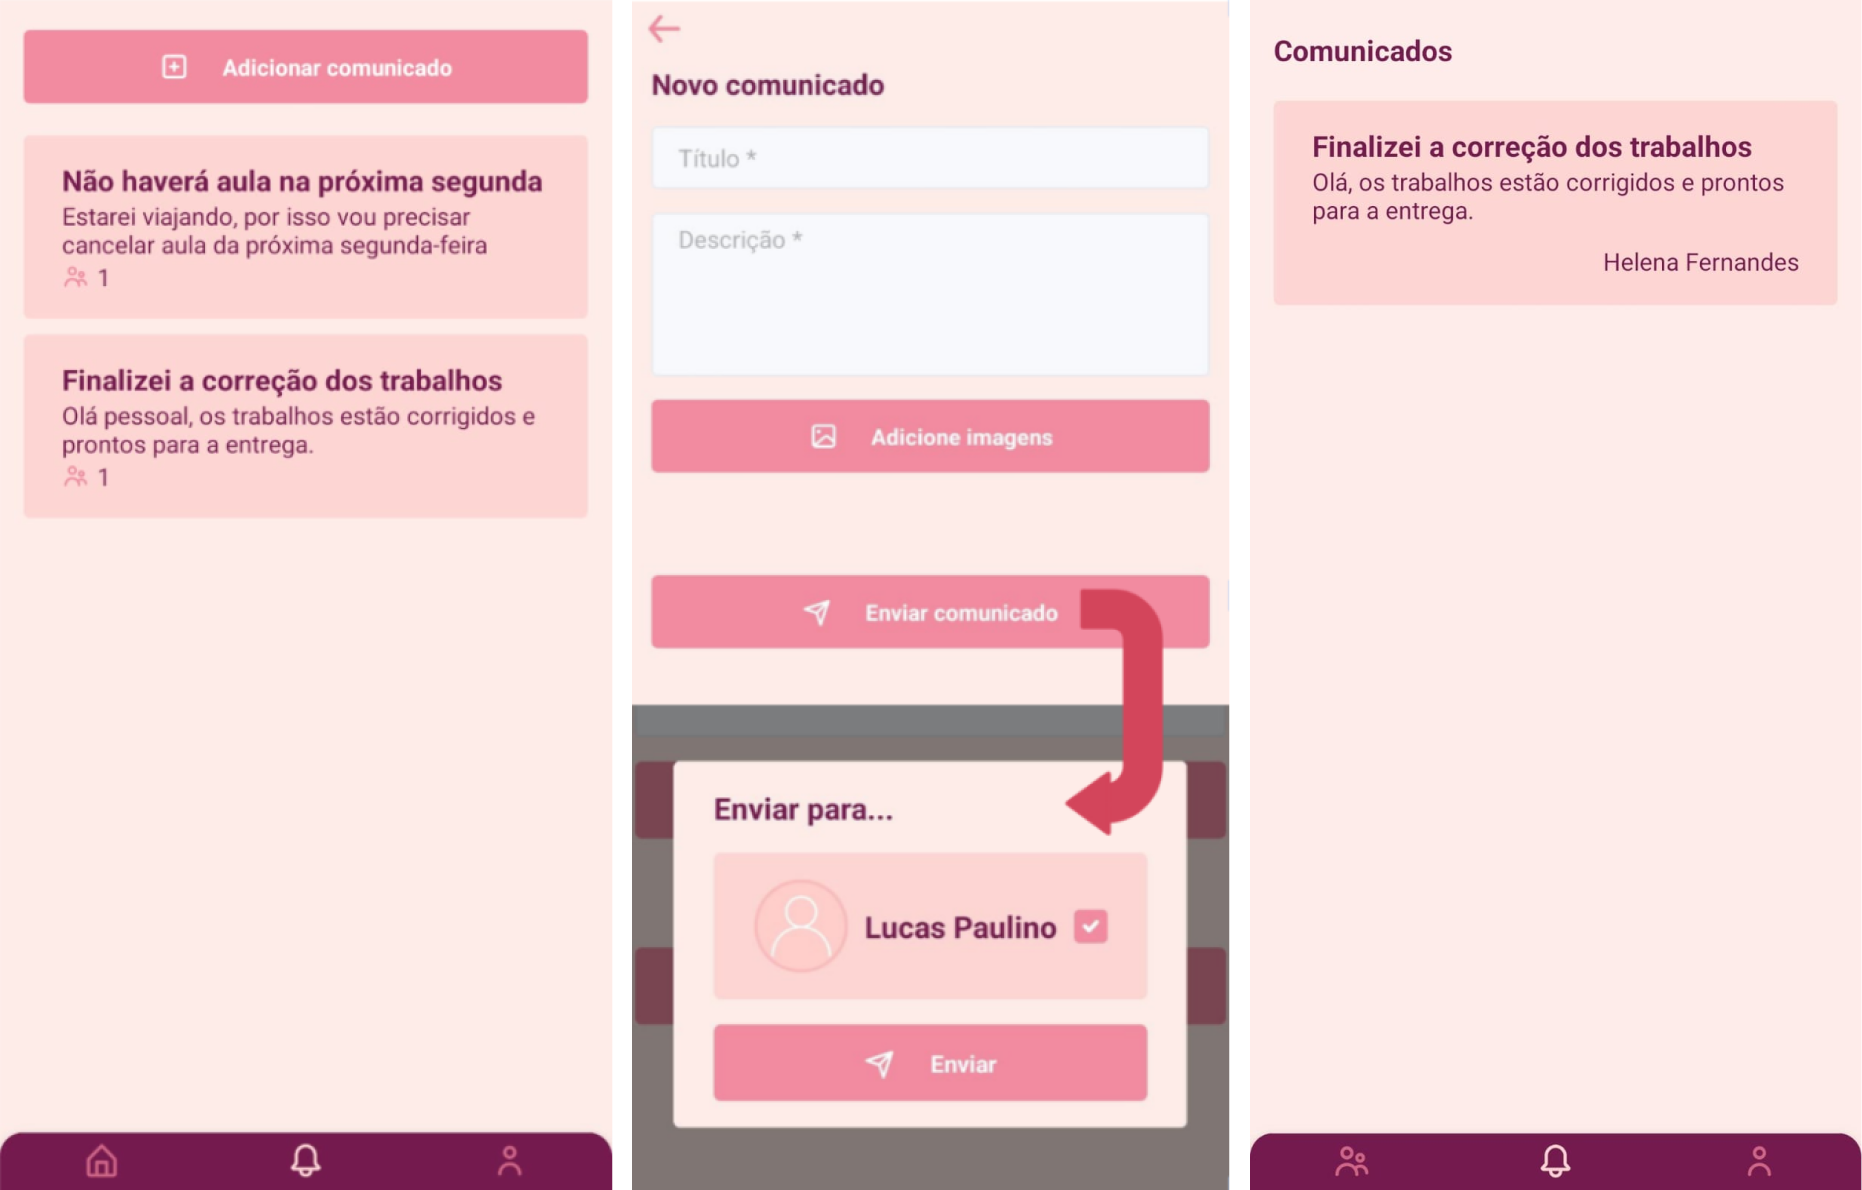 Adicionar comunicado
Não haverá aula na próxima segunda
Estarei viajando, por isso vou precisar
cancelar aula da próxima segunda-feira
1
Finalizei a correção dos trabalhos
Olá pessoal, os trabalhos estão corrigidos e
prontos para a entrega.
1
Novo comunicado
Título *
Descrição *
Adicione imagens
Enviar comunicado
Enviar para...
Lucas Paulino
Enviar
Comunicados
Finalizei a correção dos trabalhos
Olá, os trabalhos estão corrigidos e prontos
para a entrega.
Helena Fernandes